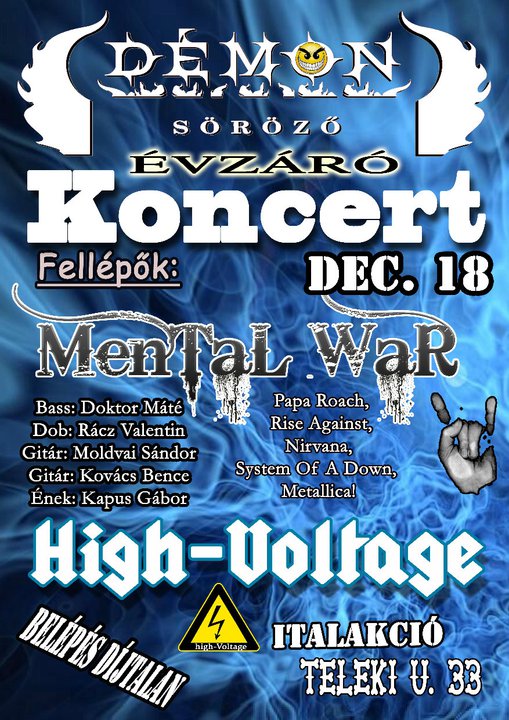 DÉMON
SÖRÖZŐ
ÉVZÁRÓ
Koncert
Fellépők:
DEC. 18
MenTaL WaR
Bass: Doktor Máté
Dob: Rácz Valentin
Gitár: Moldvai Sándor
Gitár: Kovács Bence
Ének: Kapus Gábor
Papa Roach,
Rise Against,
Nirvana,
System Of A Down,
Metallica!
High-Voltage
high-Voltage
BELÉPÉS DÍJTALAN
ITALAKCIÓ
TELEKI U. 33